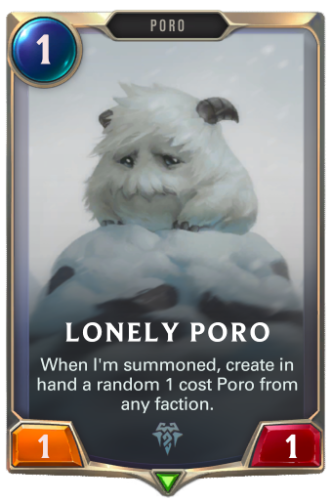 PORO
1
LONELY PORO
When I'm summoned, create in
hand a random 1 cost Poro from
any faction.
1 1